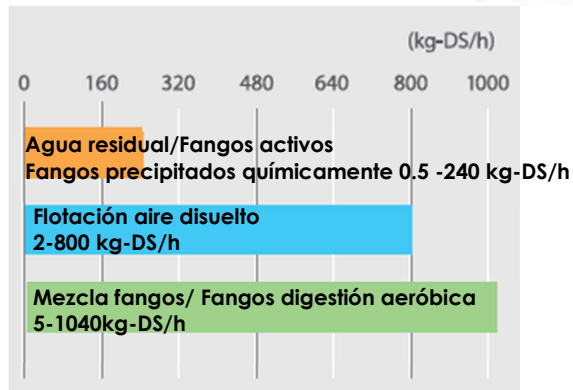 (kg-DS/h)
0 160 320 480 640 800 1000
Agua residual/Fangos activos
Fangos precipitados químicamente 0.5 -240 kg-DS/h
Flotación aire disuelto
2-800 kg-DS/h
Mezcla fangos/ Fangos digestión aeróbica
5-1040kg-DS/h